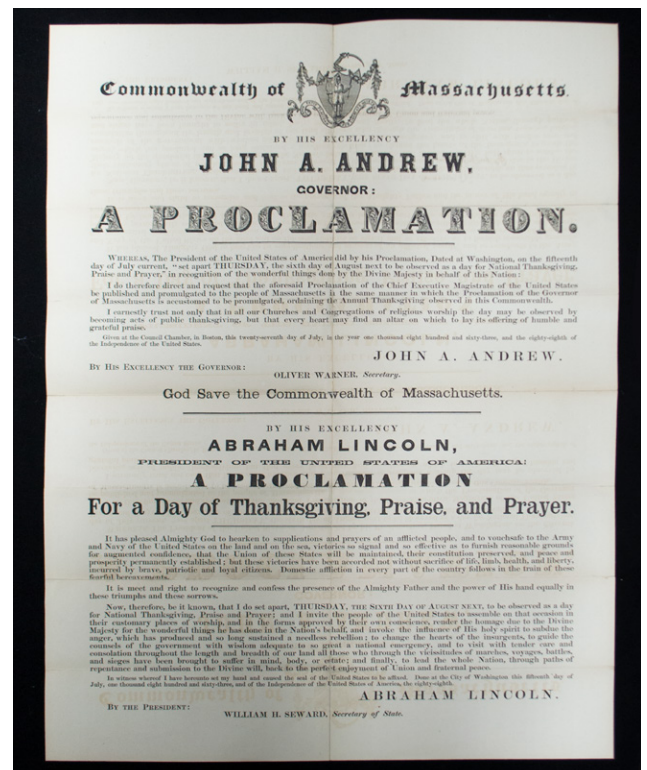 Commonwealth of Massachusetts.
BY HIS EXCELLENCY
JOHN A. ANDREW,
GOVERNOR:
A PROCLAMATION.
WHEREAS, The President of the United States of America did by his Proclamation, Dated at Washington, on the fifteenth
day of July current, "set apart THURSDAY, the sixth day of August next to be observed as a day for National Thanksgiving,
Praise and Prayer," in recognition of the wonderful things done by the Divine Majesty in behalf of this Nation:
I do therefore direct and request that the aforesaid Proclamation of the Chief Executive Magistrate of the United States
be published and promulgated to the people of Massachusetts in the same manner in which the Proclamation of the Governor
of Massachusetts is accustomed to be promulgated, ordaining the Annual Thanksgiving observed in this Commonwealth.
I earnestly trust not only that in all our Churches and Congregations of religious worship the day may be observed by
becoming acts of public thanksgiving, but that every heart may find an altar on which to lay its offering of humble and
grateful praise.
Given at the Council Chamber, in Boston, this twenty-seventh day of July, in the year one thousand eight hundred and sixty-three, and the eighty-eighth of
the Independence of the United States.
JOHN A. ANDREW,
BY HIS EXCELLENCY THE GOVERNOR:
OLIVER WARNER, Secretary.
God Save the Commonwealth of Massachusetts.
BY HIS EXCELLENCY
ABRAHAM LINCOLN,
PRESIDENT OF THE UNITED STATES OF AMERICA:
A PROCLAMATION
For a Day of Thanksgiving, Praise, and Prayer.
It has pleased Almighty God to hearken to supplications and prayers of an afflicted people, and to vouchsafe to the Army
and Navy of the United States on the land and on the sea, victories so signal and so effective as to furnish reasonable grounds
for augmented confidence, that the Union of these States will be maintained, their constitution preserved, and peace and
prosperity permanently established; but these victories have been accorded not without sacrifice of life, limb, health, and liberty,
incurred by brave, patriotic and loyal citizens. Domestic affliction in every part of the country follows in the train of these
fearful bereavements.
It is meet and right to recognize and confess the presence of the Almighty Father and the power of His hand equally in
these triumphs and these sorrows.
Now, therefore, be it known, that I do set apart, THURSDAY, THE SIXTH DAY OF AUGUST NEXT, to be observed as a day
for National Thanksgiving, Praise and Prayer; and I invite the people of the United States to assemble on that occasion in
their customary places of worship, and in the forms approved by their own conscience, render the homage due to the Divine
Majesty for the wonderful things he has done in the Nation's behalf, and invoke the influence of His holy spirit to subdue the
anger, which has produced and so long sustained a needless rebellion; to change the hearts of the insurgents, to guide the
counsels of the government with wisdom adequate to so great a national emergency, and to visit with tender care and
consolation throughout the length and breadth of our land all those who through the vicissitudes of marches, voyages, battles,
and sieges have been brought to suffer in mind, body, or estate; and finally, to lead the whole Nation, through paths of
repentance and submission to the Divine will, back to the perfect enjoyment of Union and fraternal peace.
In witness whereof I have hereunto set my hand and caused the seal of the United States to be affixed. Done at the City of Washington this fifteenth day of
July, one thousand eight hundred and sixty-three, and of the Independence of the United States of America, the eighty-eighth.
ABRAHAM LINCOLN.
BY THE PRESIDENT:
WILLIAM H. SEWARD, Secretary of State.